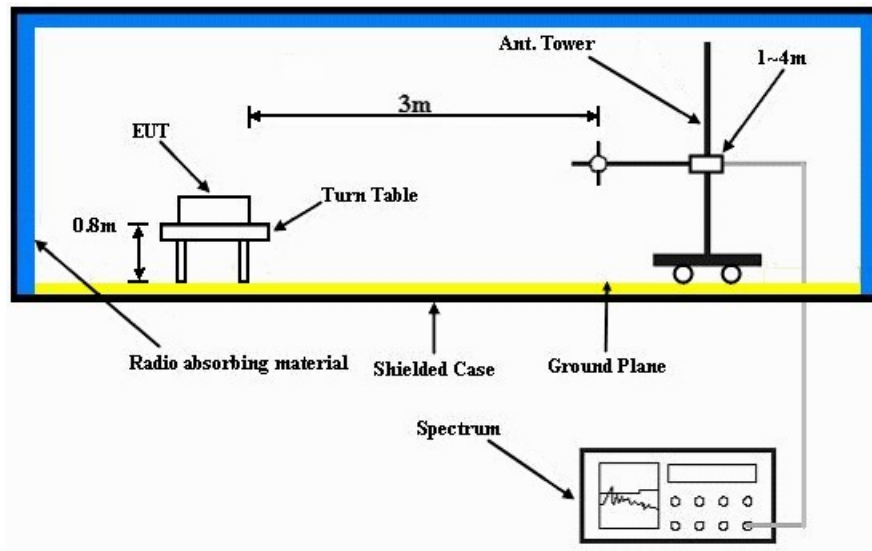 Ant. Tower
1~4m
3m
EUT
Turn Table
0.8m
Radio absorbing material
Shielded Case
Ground Plane
Spectrum